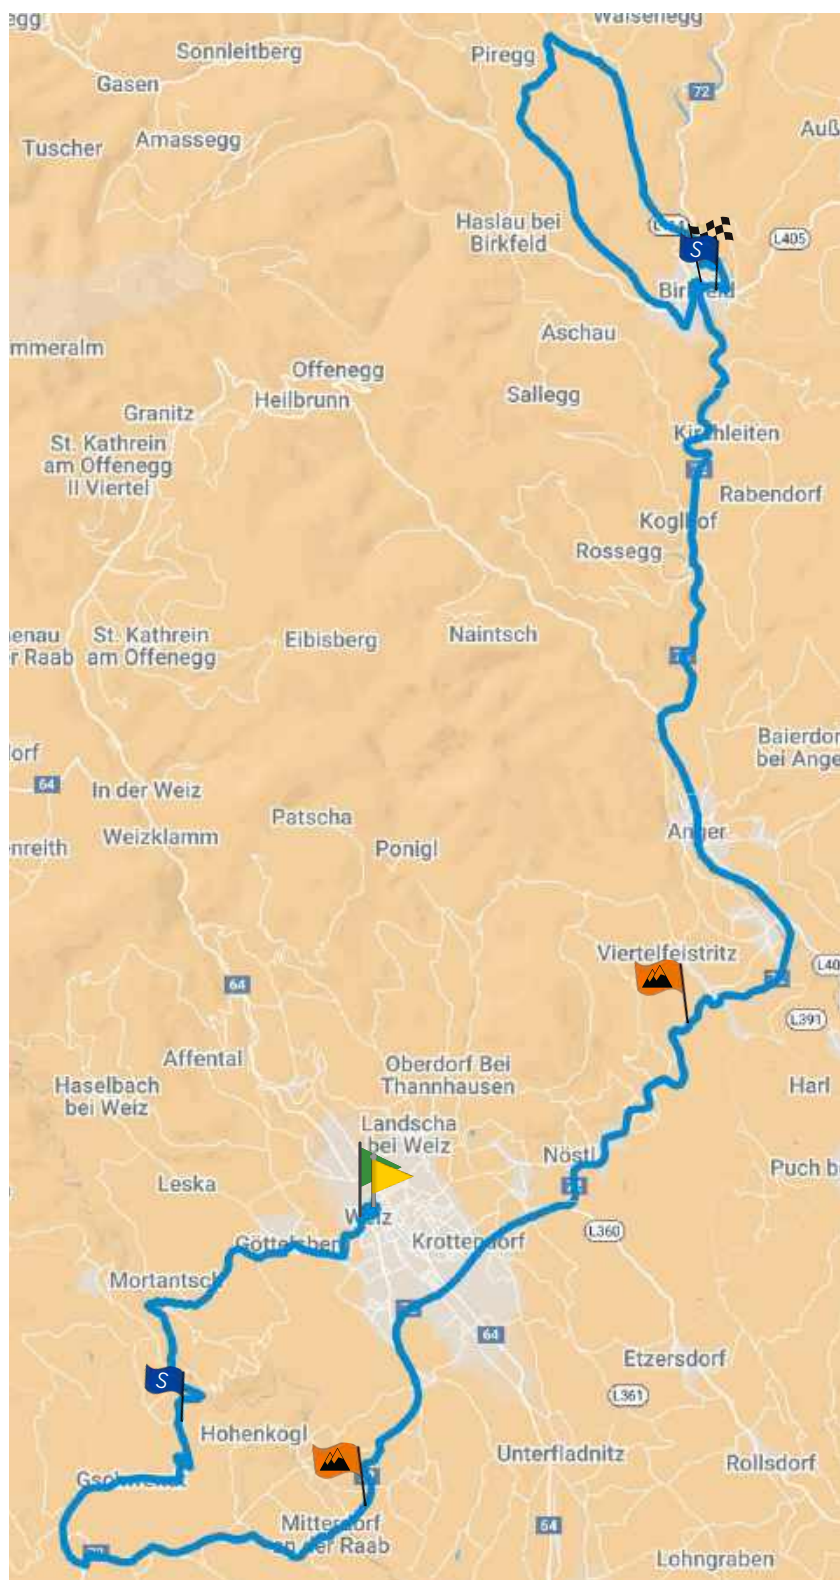 egg
Waisenegg
Sonnleitberg
Piregg
Gasen
72
Tuscher
Amassegg
Auß
Haslau bei
Birkfeld
L405
S
Birkfeld
mmeralm
Aschau
Offenegg
Heilbrunn
Sallegg
Granitz
St. Kathrein
am Offenegg
II Viertel
Kirchleiten
Rabendorf
Koglhof
Rossegg
enau
r Raab
St. Kathrein
am Offenegg
Eibisberg
Naintsch
Baierdor
bei Ange
orf
64
In der Weiz
Patscha
Anger
nreith
Weizklamm
Ponigl
Viertelfeistritz
L40
64
L391
Affental
Oberdorf Bei
Thannhausen
Haselbach
bei Weiz
Harl
Landscha
bei Weiz
Nöstl
Puch b
Leska
Weiz
L360
Göttelsberg
Krottendorf
Mortantsch
64
Etzersdorf
S
L361
Hohenkogl
Unterfladnitz
Rollsdorf
Gschwendt
Mitterdorf
an der Raab
64
Lohngraben